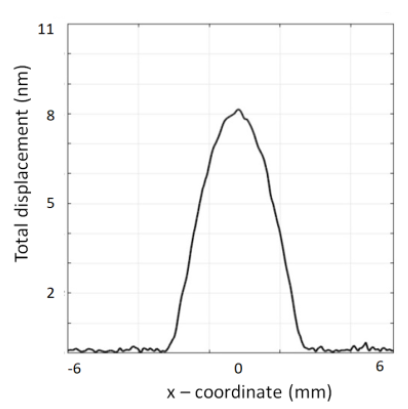 11
Total displacement (nm)
8
5
2
-6 0 6
x – coordinate (mm)